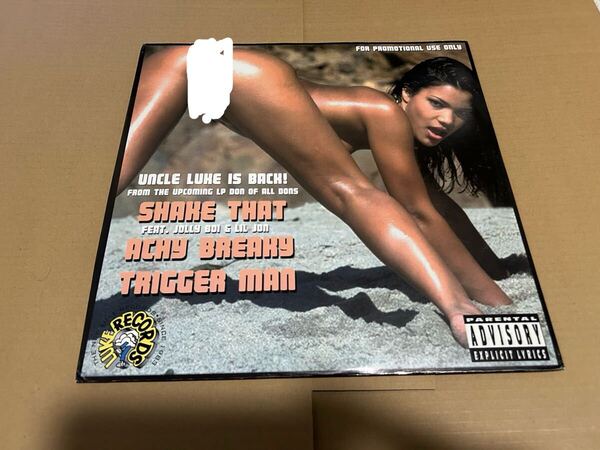 FOR PROMOTIONAL USE ONLY
UNCLE LUKE IS BACK!
FROM THE UPCOMING LP DON OF ALL DONS
SHAKE THAT
FEAT. JOLLY BOI & LIL JON
ACHY BREAKY
TRIGGER MAN
LUKE RECORDS
PARENTAL
ADVISORY
EXPLICIT LYRICS